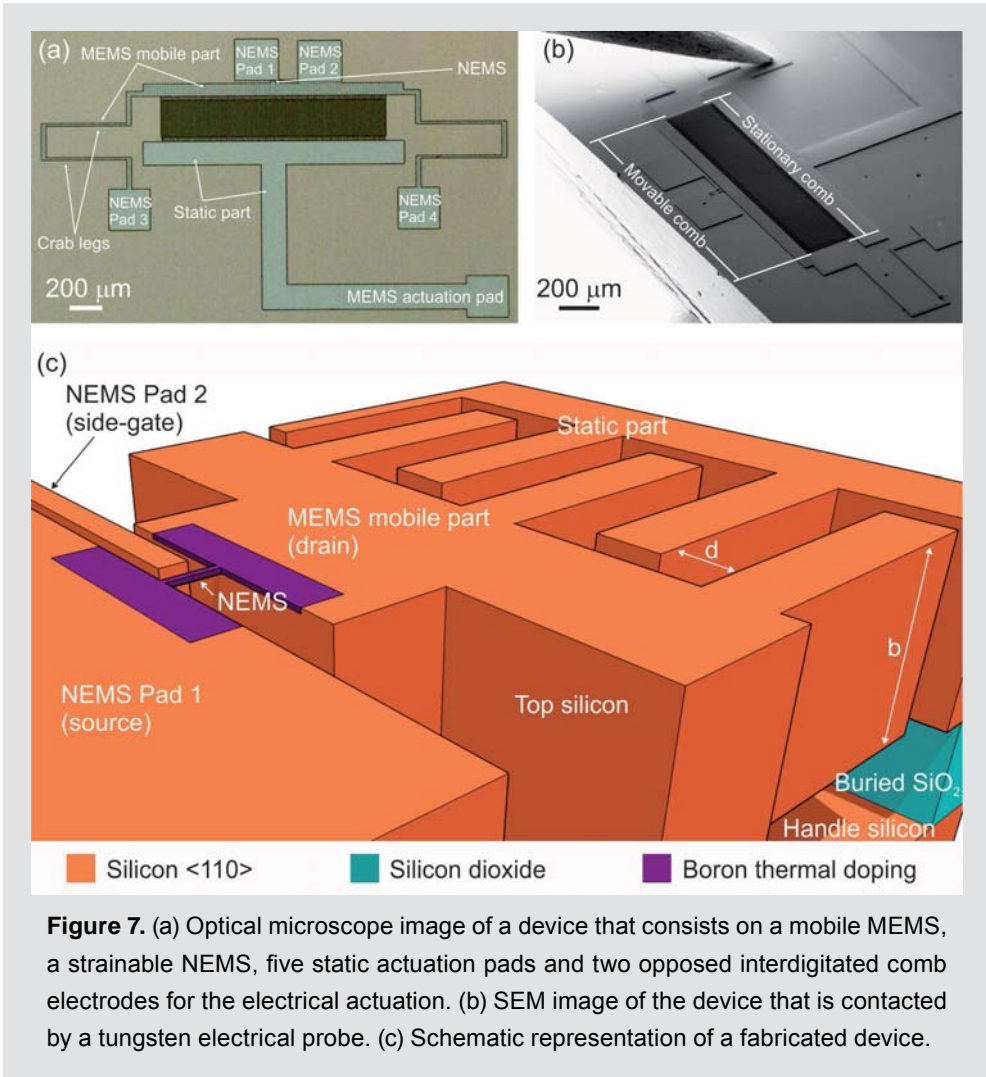 (a)
MEMS mobile part
NEMS
Pad 1
NEMS
Pad 2
NEMS
NEMS
Pad 3
Static part
NEMS
Pad 4
Crab legs
200 μm
MEMS actuation pad
(b)
Stationary comb
Movable comb
200 μm
(c)
NEMS Pad 2
(side-gate)
Static part
MEMS mobile part
(drain)
d
NEMS
b
NEMS Pad 1
(source)
Top silicon
Buried SiO₂
Handle silicon
Silicon <110>
Silicon dioxide
Boron thermal doping
Figure 7. (a) Optical microscope image of a device that consists on a mobile MEMS,
a strainable NEMS, five static actuation pads and two opposed interdigitated comb
electrodes for the electrical actuation. (b) SEM image of the device that is contacted
by a tungsten electrical probe. (c) Schematic representation of a fabricated device.